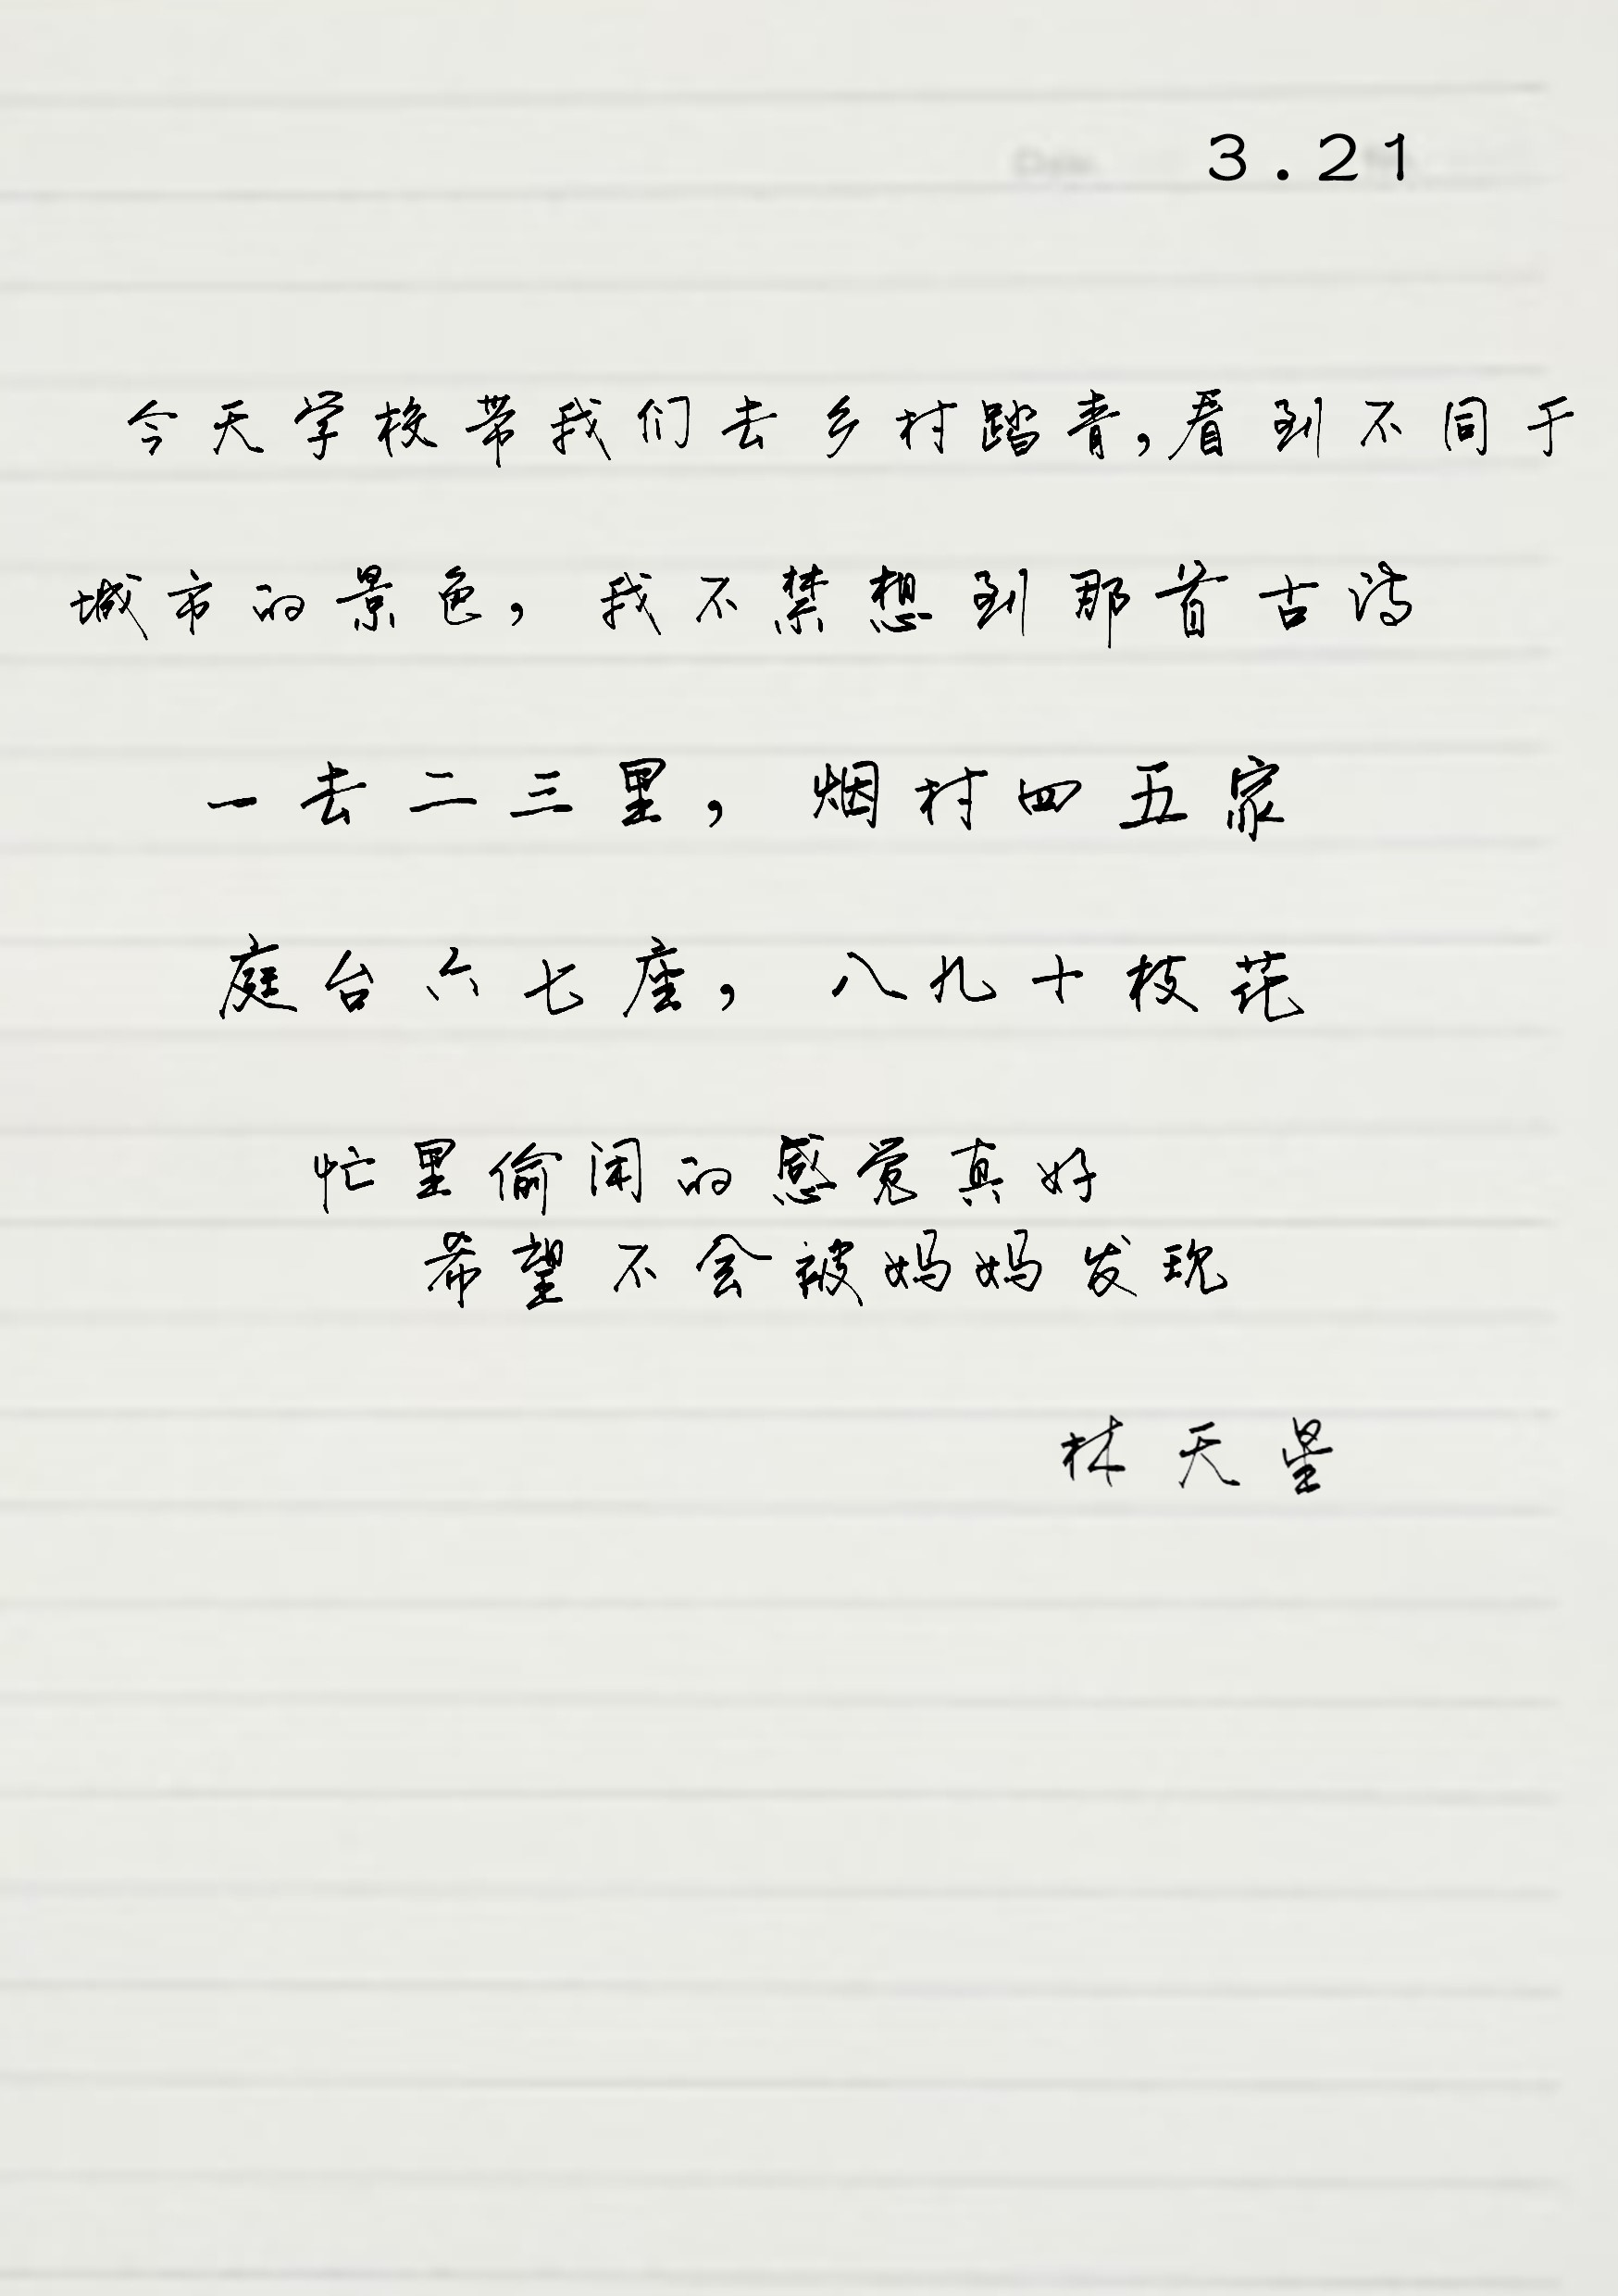 3.21
今天学校带我们去乡村踏青,看到不同于
城市的景色,我不禁想到那首古诗
一去二三里,烟村四五家
庭台六七座,八九十枝花
忙里偷闲的感觉真好
希望不会被妈妈发现
林天星